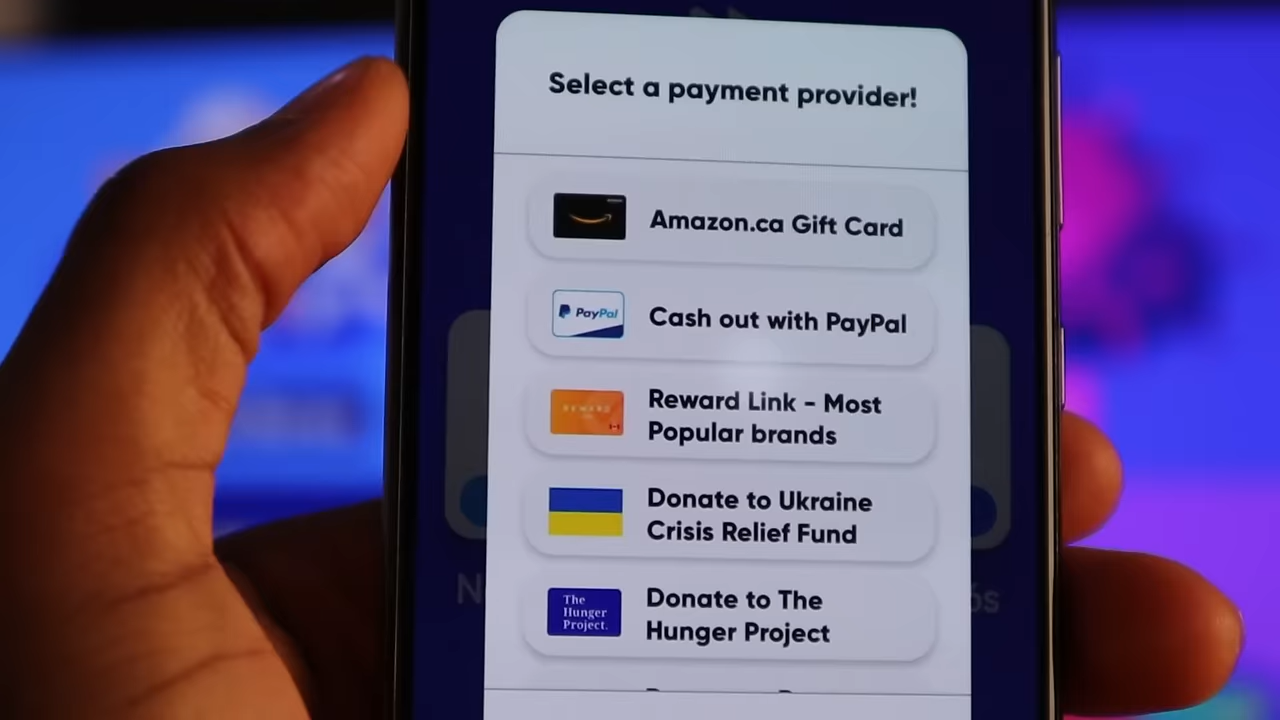 Select a payment provider!
Amazon.ca Gift Card
PayPal
Cash out with PayPal
REWARD
Reward Link - Most
Popular brands
Donate to Ukraine
Crisis Relief Fund
The
Hunger
Project.
Donate to The
Hunger Project